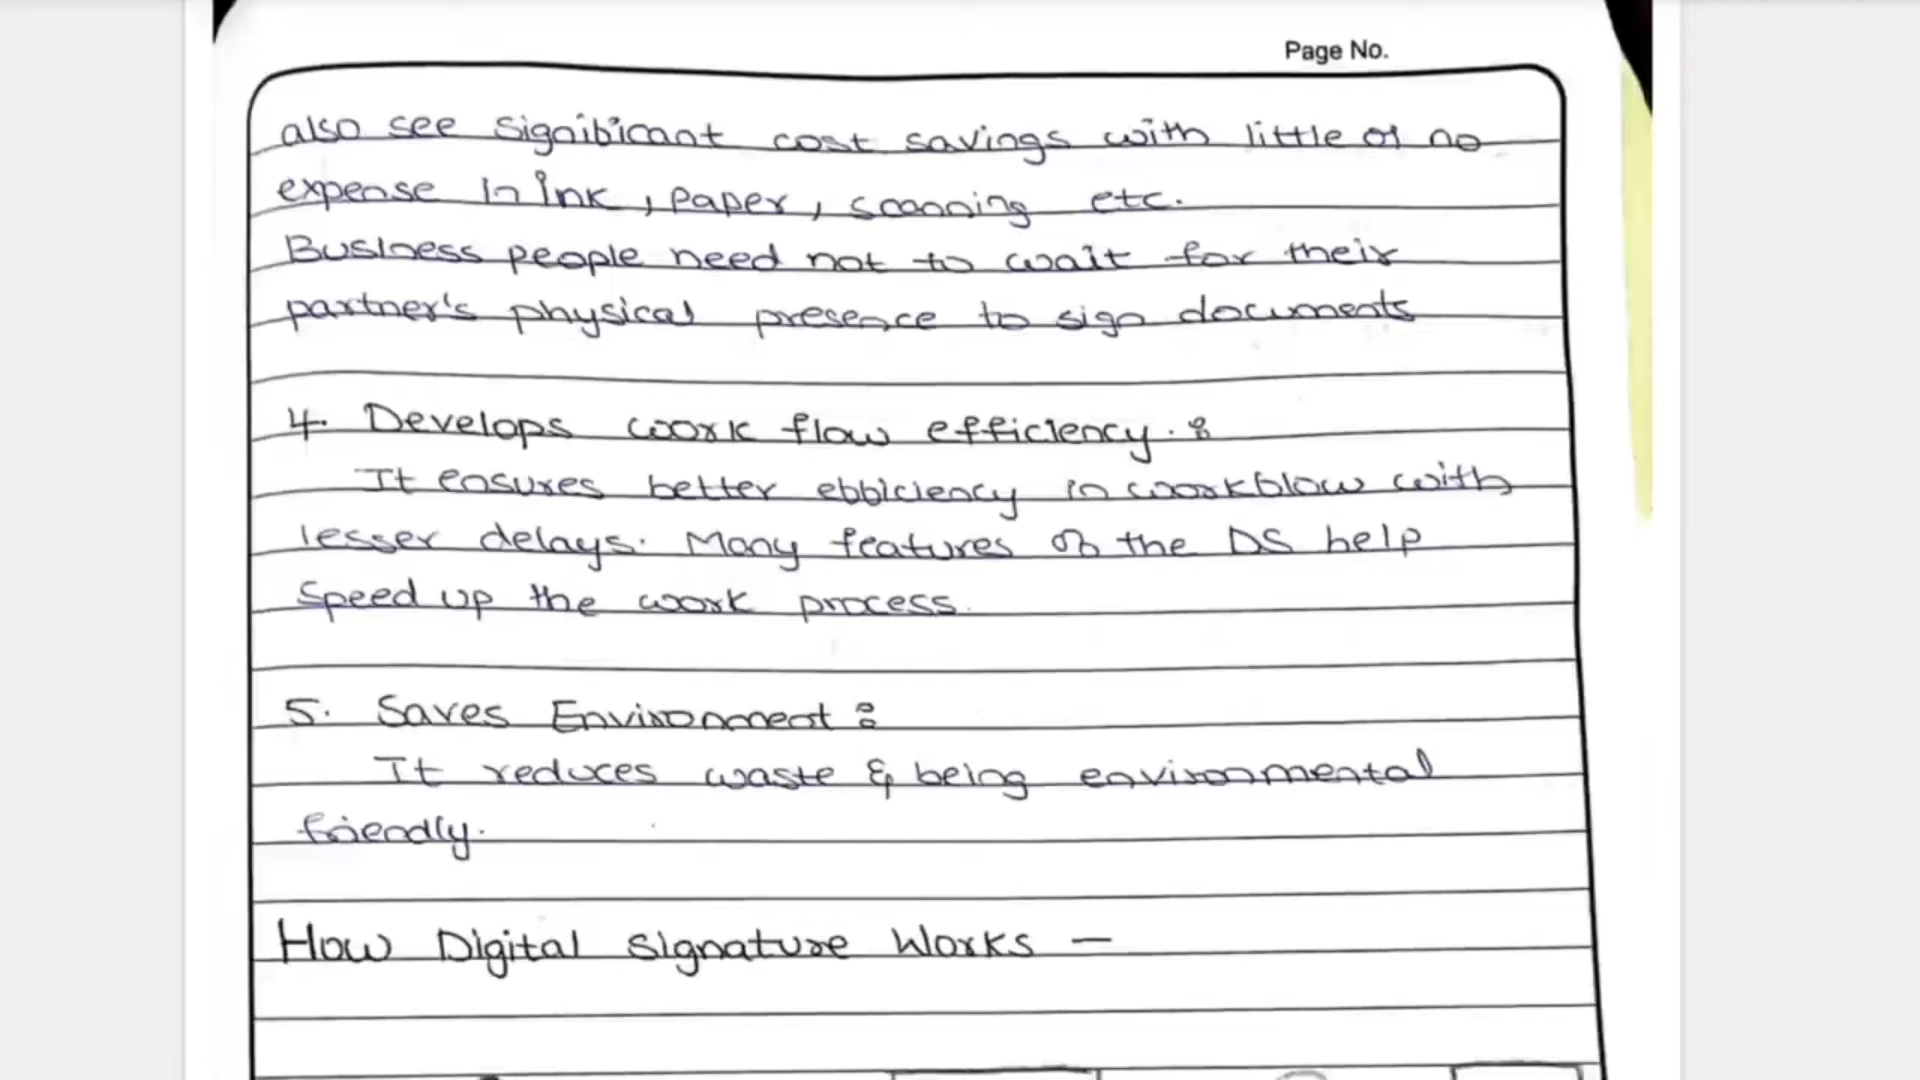 Page No.
also see significant cost savings with little or no
expense in ink, paper, scanning etc.
Business people need not to wait for their
partner's physical presence to sign documents
4. Develops work flow efficiency. :
It ensures better efficiency in workflow with
lesser delays. Many features of the DS help
speed up the work process.
5. Saves Environment :
It reduces waste & being environmental
friendly.
How Digital Signature Works —